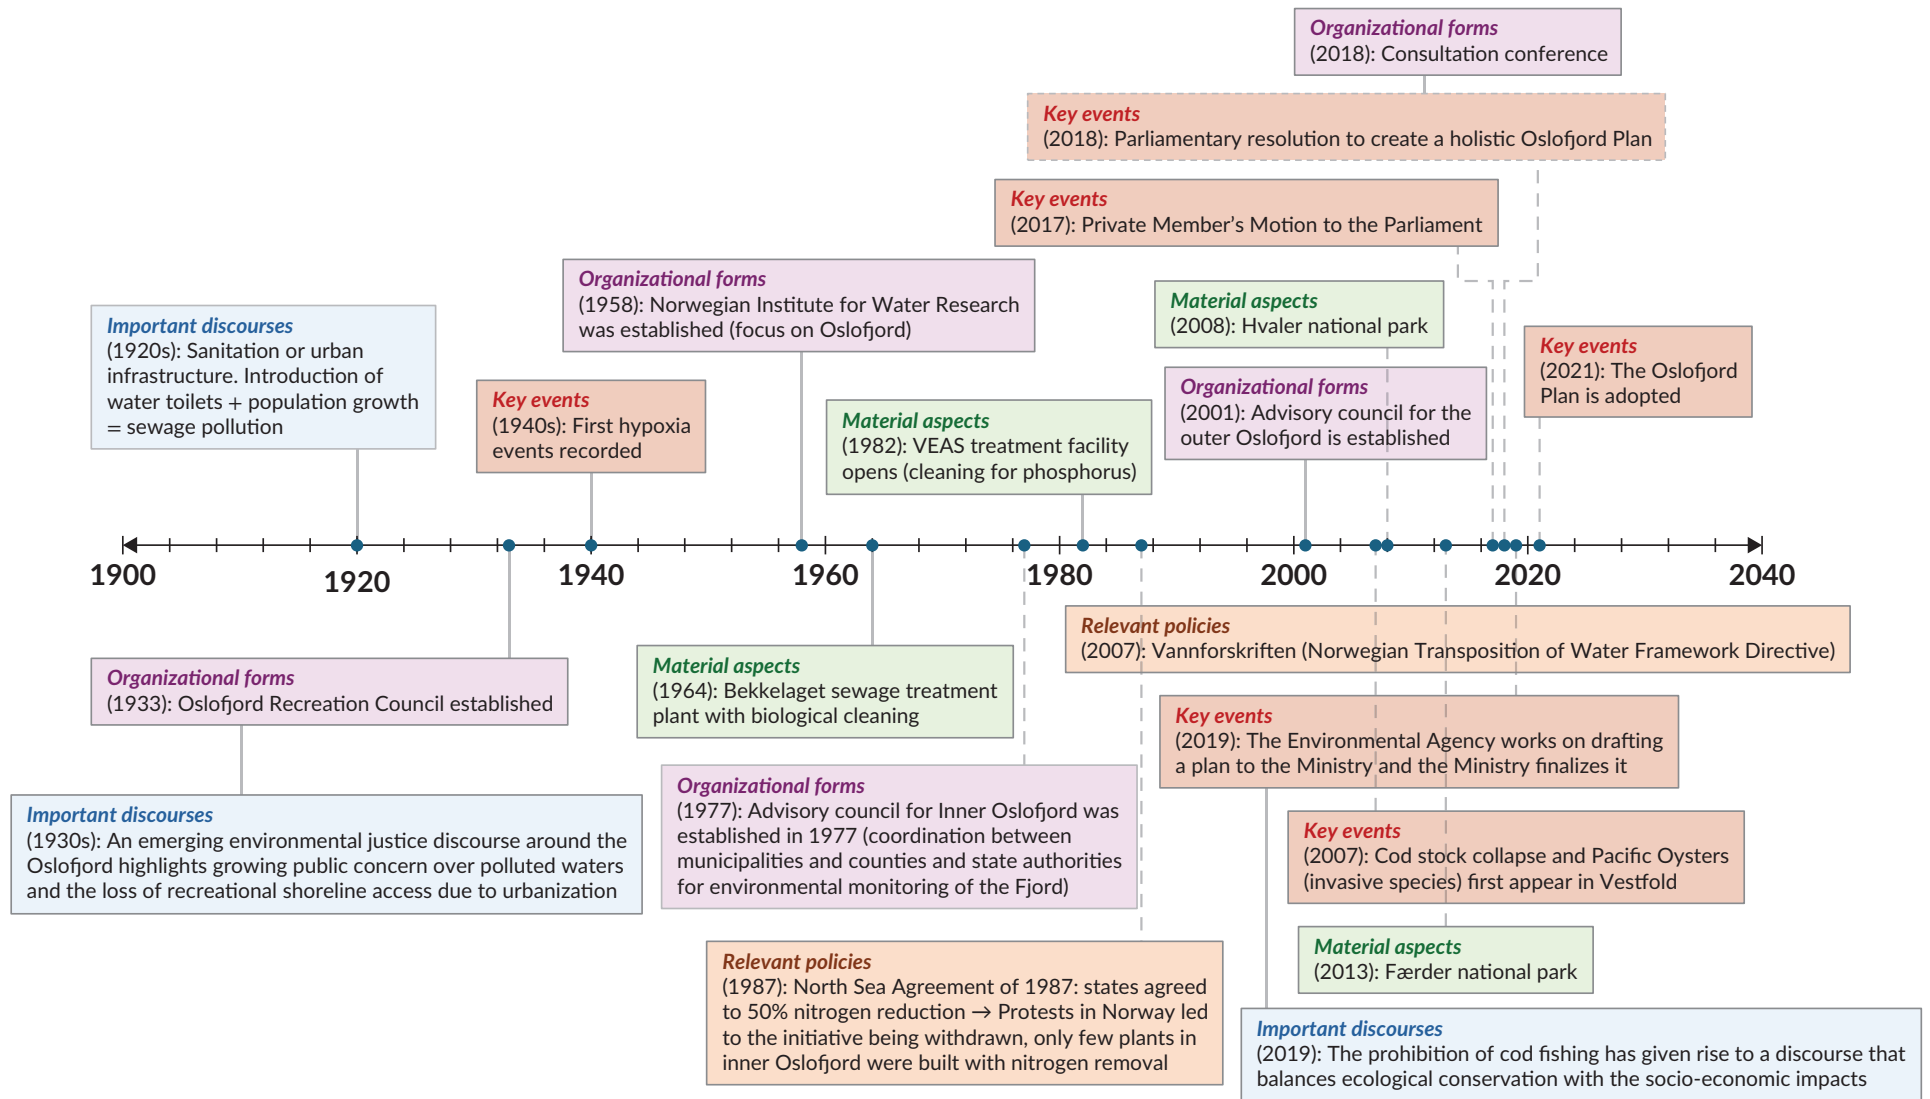 Organizational forms
(2018): Consultation conference
Key events
(2018): Parliamentary resolution to create a holistic Oslofjord Plan
Key events
(2017): Private Member’s Motion to the Parliament
Organizational forms
(1958): Norwegian Institute for Water Research
was established (focus on Oslofjord)
Material aspects
(2008): Hvaler national park
Important discourses
(1920s): Sanitation or urban
infrastructure. Introduction of
water toilets + population growth
= sewage pollution
Key events
(2021): The Oslofjord
Plan is adopted
Key events
(1940s): First hypoxia
events recorded
Organizational forms
(2001): Advisory council for the
outer Oslofjord is established
Material aspects
(1982): VEAS treatment facility
opens (cleaning for phosphorus)
1900
1920
1940
1960
1980
2000
2020
2040
Relevant policies
(2007): Vannforskriften (Norwegian Transposition of Water Framework Directive)
Organizational forms
(1933): Oslofjord Recreation Council established
Material aspects
(1964): Bekkelaget sewage treatment
plant with biological cleaning
Key events
(2019): The Environmental Agency works on drafting
a plan to the Ministry and the Ministry finalizes it
Organizational forms
(1977): Advisory council for Inner Oslofjord was
established in 1977 (coordination between
municipalities and counties and state authorities
for environmental monitoring of the Fjord)
Important discourses
(1930s): An emerging environmental justice discourse around the
Oslofjord highlights growing public concern over polluted waters
and the loss of recreational shoreline access due to urbanization
Key events
(2007): Cod stock collapse and Pacific Oysters
(invasive species) first appear in Vestfold
Material aspects
(2013): Færder national park
Relevant policies
(1987): North Sea Agreement of 1987: states agreed
to 50% nitrogen reduction → Protests in Norway led
to the initiative being withdrawn, only few plants in
inner Oslofjord were built with nitrogen removal
Important discourses
(2019): The prohibition of cod fishing has given rise to a discourse that
balances ecological conservation with the socio-economic impacts